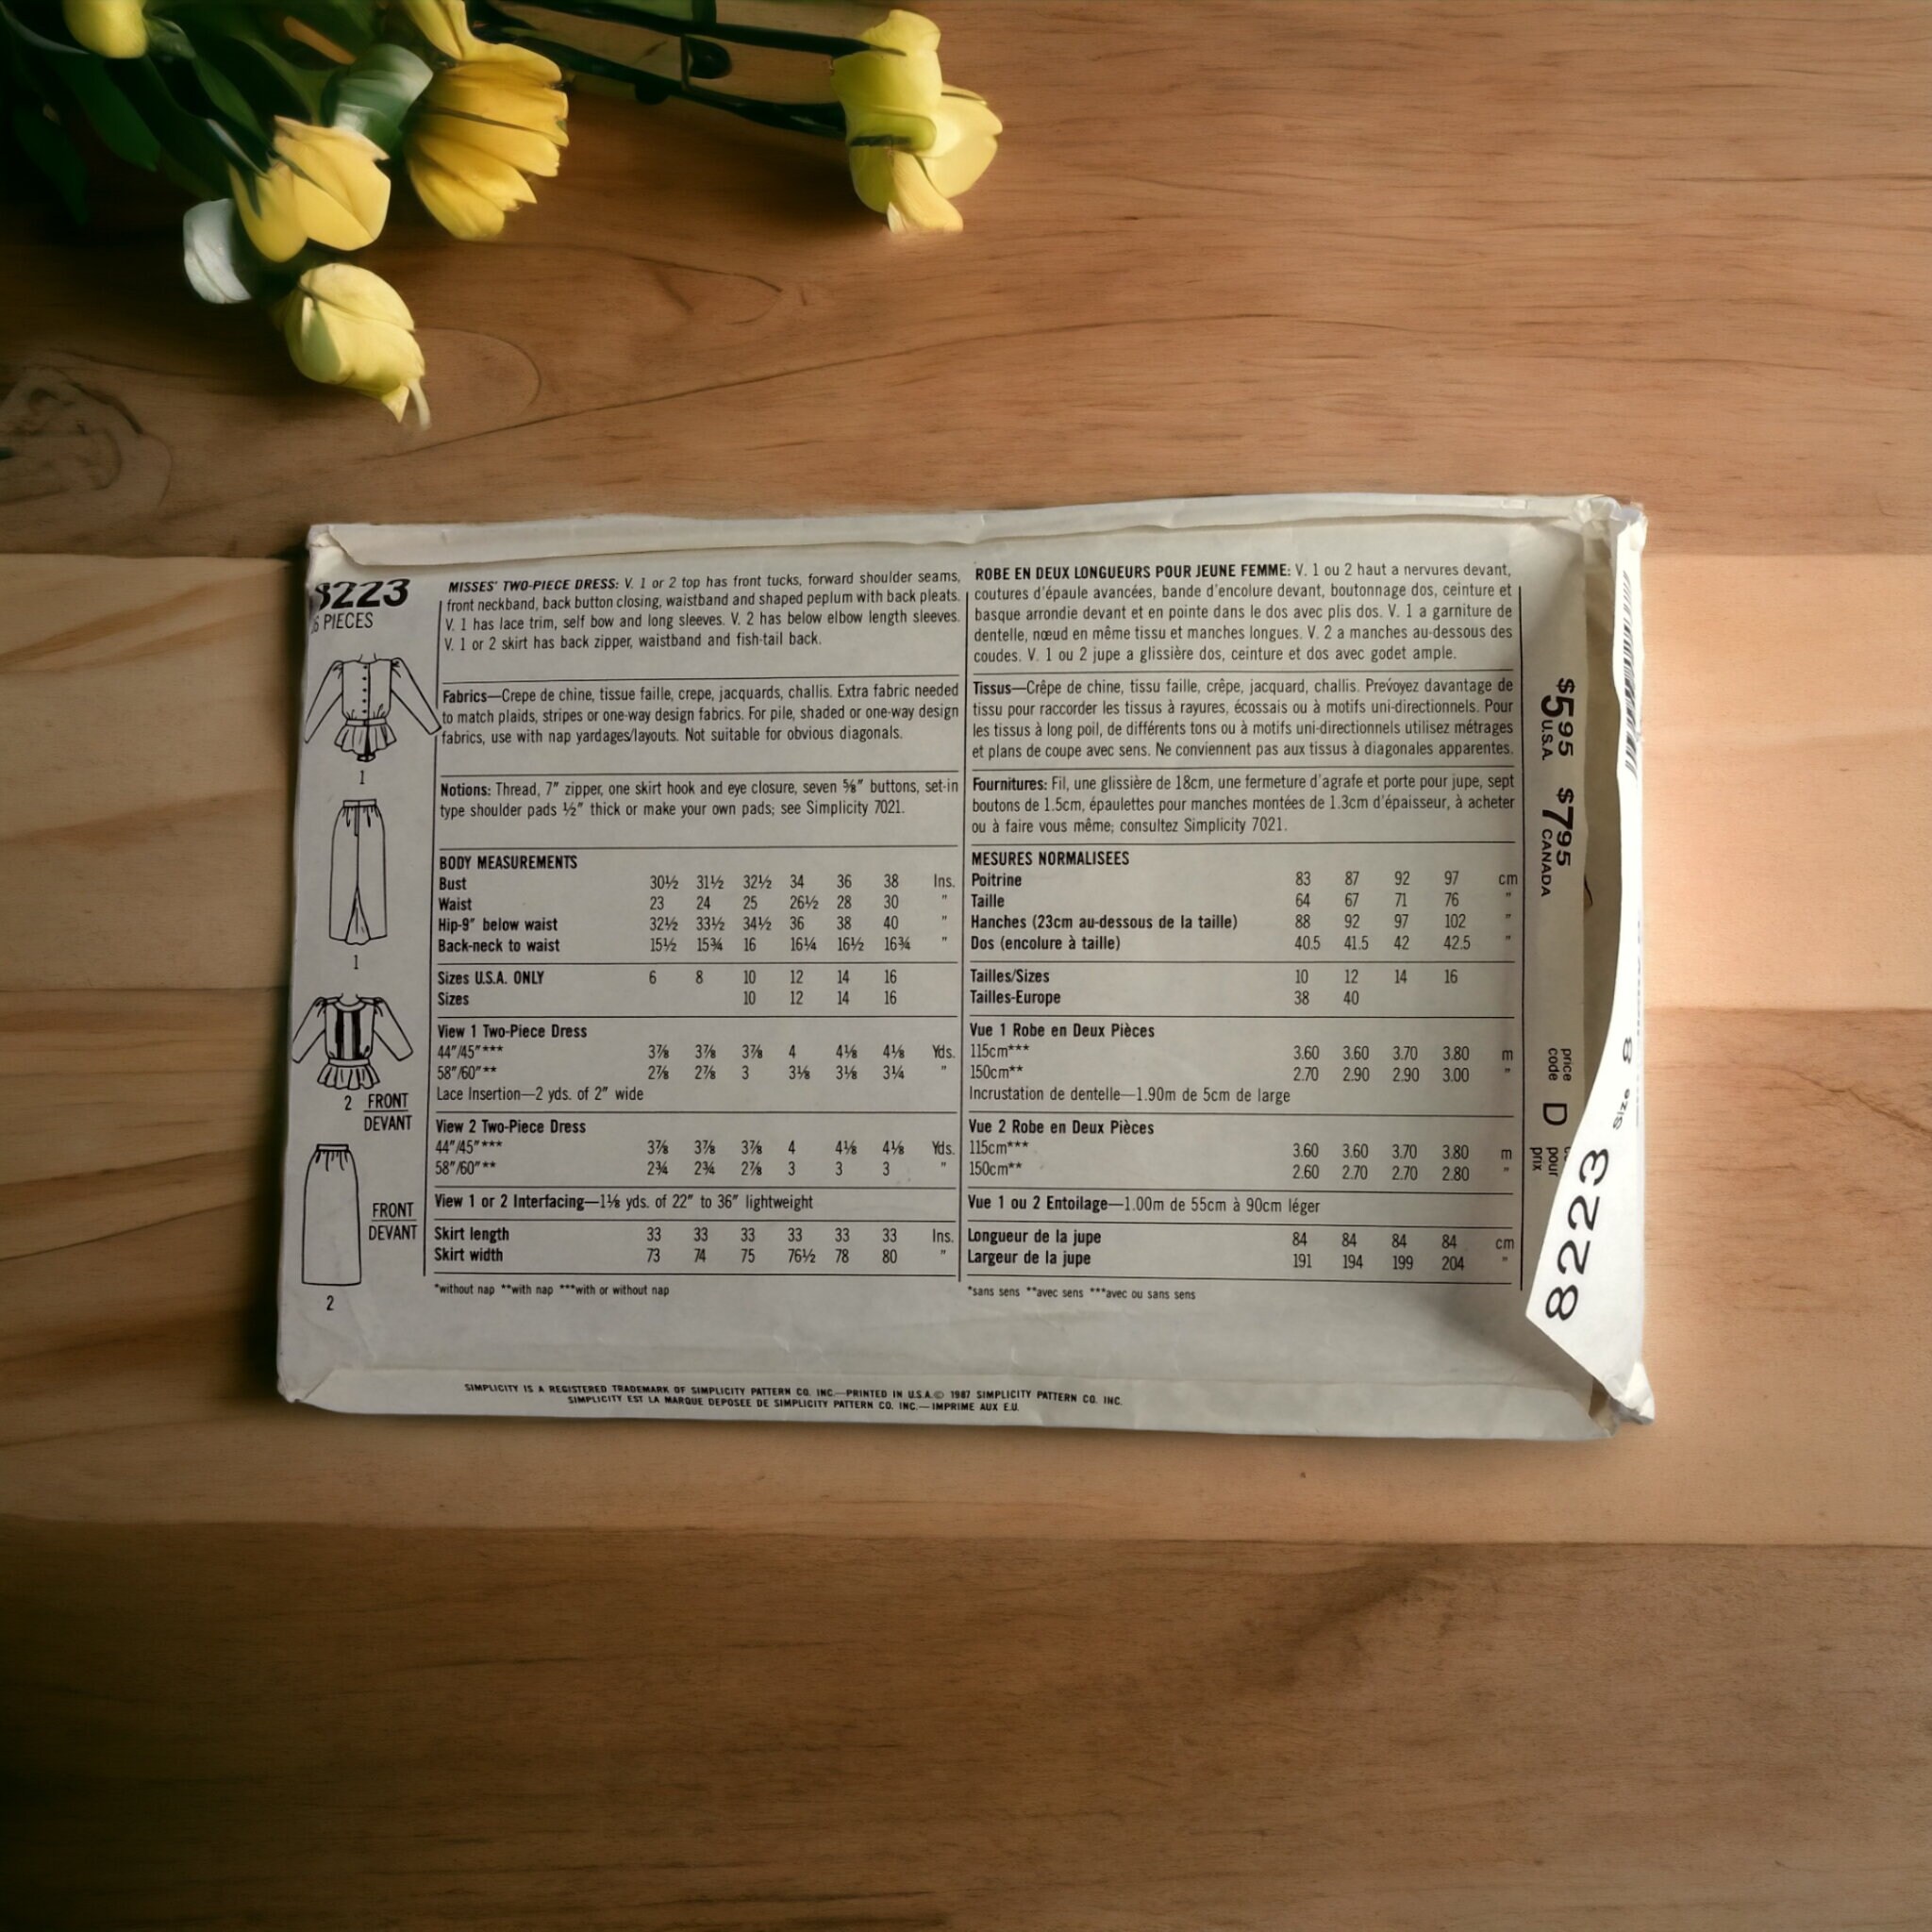 8223
6 PIECES
1
1
2 FRONT
DEVANT
FRONT
DEVANT
2
MISSES' TWO-PIECE DRESS: V. 1 or 2 top has front tucks, forward shoulder seams,
front neckband, back button closing, waistband and shaped peplum with back pleats.
V. 1 has lace trim, self bow and long sleeves. V. 2 has below elbow length sleeves.
V. 1 or 2 skirt has back zipper, waistband and fish-tail back.
Fabrics—Crepe de chine, tissue faille, crepe, jacquards, challis. Extra fabric needed
to match plaids, stripes or one-way design fabrics. For pile, shaded or one-way design
fabrics, use with nap yardages/layouts. Not suitable for obvious diagonals.
Notions: Thread, 7" zipper, one skirt hook and eye closure, seven ⅝" buttons, set-in
type shoulder pads ½" thick or make your own pads; see Simplicity 7021.
BODY MEASUREMENTS
Bust 30½ 31½ 32½ 34 36 38 Ins.
Waist 23 24 25 26½ 28 30 "
Hip-9" below waist 32½ 33½ 34½ 36 38 40 "
Back-neck to waist 15½ 15¾ 16 16¼ 16½ 16¾ "
Sizes U.S.A. ONLY 6 8 10 12 14 16
Sizes 10 12 14 16
View 1 Two-Piece Dress
44"/45"*** 3⅞ 3⅞ 3⅞ 4 4⅛ 4⅛ Yds.
58"/60"** 2⅞ 2⅞ 3 3⅛ 3⅛ 3¼ "
Lace Insertion—2 yds. of 2" wide
View 2 Two-Piece Dress
44"/45"*** 3⅞ 3⅞ 3⅞ 4 4⅛ 4⅛ Yds.
58"/60"** 2¾ 2¾ 2⅞ 3 3 3 "
View 1 or 2 Interfacing—1⅛ yds. of 22" to 36" lightweight
Skirt length 33 33 33 33 33 33 Ins.
Skirt width 73 74 75 76½ 78 80 "
*without nap **with nap ***with or without nap
ROBE EN DEUX LONGUEURS POUR JEUNE FEMME: V. 1 ou 2 haut a nervures devant,
coutures d'épaule avancées, bande d'encolure devant, boutonnage dos, ceinture et
basque arrondie devant et en pointe dans le dos avec plis dos. V. 1 a garniture de
dentelle, nœud en même tissu et manches longues. V. 2 a manches au-dessous des
coudes. V. 1 ou 2 jupe a glissière dos, ceinture et dos avec godet ample.
Tissus—Crêpe de chine, tissu faille, crêpe, jacquard, challis. Prevoyez davantage de
tissu pour raccorder les tissus à rayures, écossais ou à motifs uni-directionnels. Pour
les tissus à long poil, de différents tons ou à motifs uni-directionnels utilisez métrages
et plans de coupe avec sens. Ne conviennent pas aux tissus à diagonales apparentes.
Fournitures: Fil, une glissière de 18cm, une fermeture d'agrafe et porte pour jupe, sept
boutons de 1.5cm, épaulettes pour manches montées de 1.3cm d'épaisseur, à acheter
ou à faire vous même; consultez Simplicity 7021.
MESURES NORMALISEES
Poitrine 83 87 92 97 cm
Taille 64 67 71 76 "
Hanches (23cm au-dessous de la taille) 88 92 97 102 "
Dos (encolure à taille) 40.5 41.5 42 42.5 "
Tailles/Sizes 10 12 14 16
Tailles-Europe 38 40
Vue 1 Robe en Deux Pièces
115cm*** 3.60 3.60 3.70 3.80 m
150cm** 2.70 2.90 2.90 3.00 "
Incrustation de dentelle—1.90m de 5cm de large
Vue 2 Robe en Deux Pièces
115cm*** 3.60 3.60 3.70 3.80 m
150cm** 2.60 2.70 2.70 2.80 "
Vue 1 ou 2 Entoilage—1.00m de 55cm à 90cm léger
Longueur de la jupe 84 84 84 84 cm
Largeur de la jupe 191 194 199 204 "
*sans sens **avec sens ***avec ou sans sens
$5.95 U.S.A. $7.95 CANADA
price code D pour prix
8223 Size 8
SIMPLICITY IS A REGISTERED TRADEMARK OF SIMPLICITY PATTERN CO. INC.—PRINTED IN U.S.A.© 1987 SIMPLICITY PATTERN CO. INC.
SIMPLICITY EST LA MARQUE DEPOSEE DE SIMPLICITY PATTERN CO. INC.—IMPRIME AUX E.U.